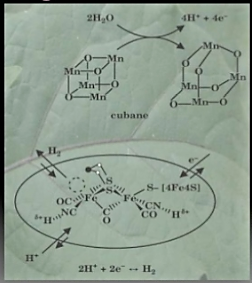 2H₂O 4H⁺ + 4e⁻
O Mn Mn
Mn O O
Mn O Mn O
O Mn Mn
O Mn
cubane
H₂ e⁻
S S– [4Fe4S]
OC Fe S Fe CN H δ+
δ+ H NC C CO
O
H⁺
2H⁺ + 2e⁻ ↔ H₂